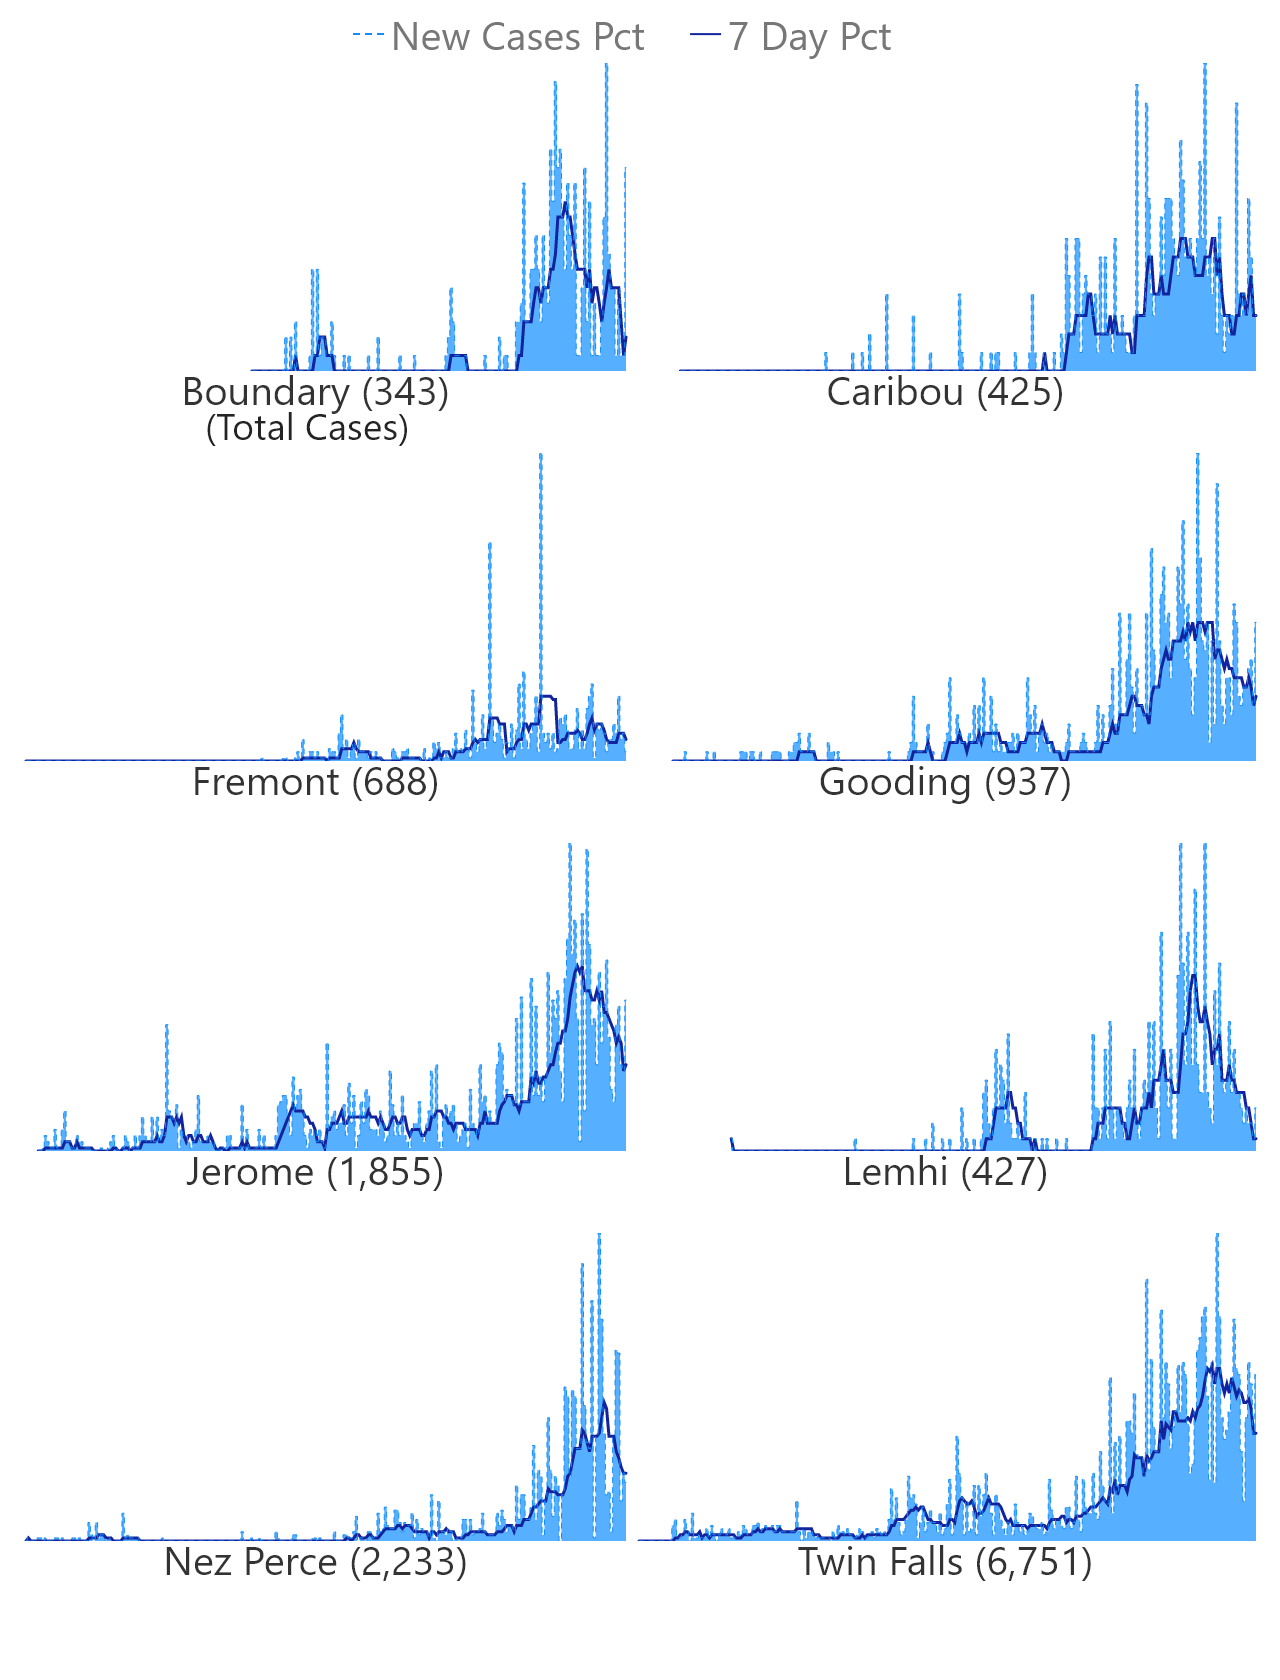 New Cases Pct 7 Day Pct
Boundary (343) Caribou (425)
(Total Cases)
Fremont (688) Gooding (937)
Jerome (1,855) Lemhi (427)
Nez Perce (2,233) Twin Falls (6,751)